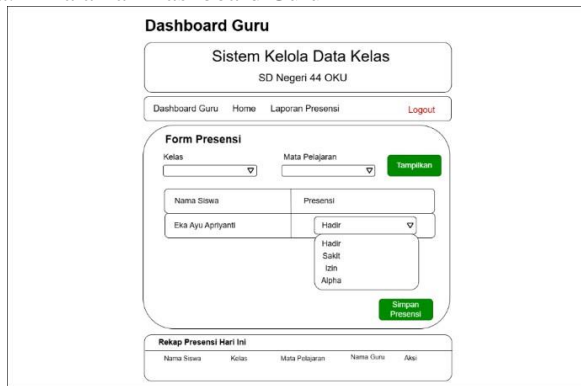 Dashboard Guru
Sistem Kelola Data Kelas
SD Negeri 44 OKU
Dashboard Guru Home Laporan Presensi Logout
Form Presensi
Kelas Mata Pelajaran
Tampilkan
Nama Siswa Presensi
Eka Ayu Apriyanti Hadir
Hadir
Sakit
Izin
Alpha
Simpan
Presensi
Rekap Presensi Hari Ini
Nama Siswa Kelas Mata Pelajaran Nama Guru Aksi